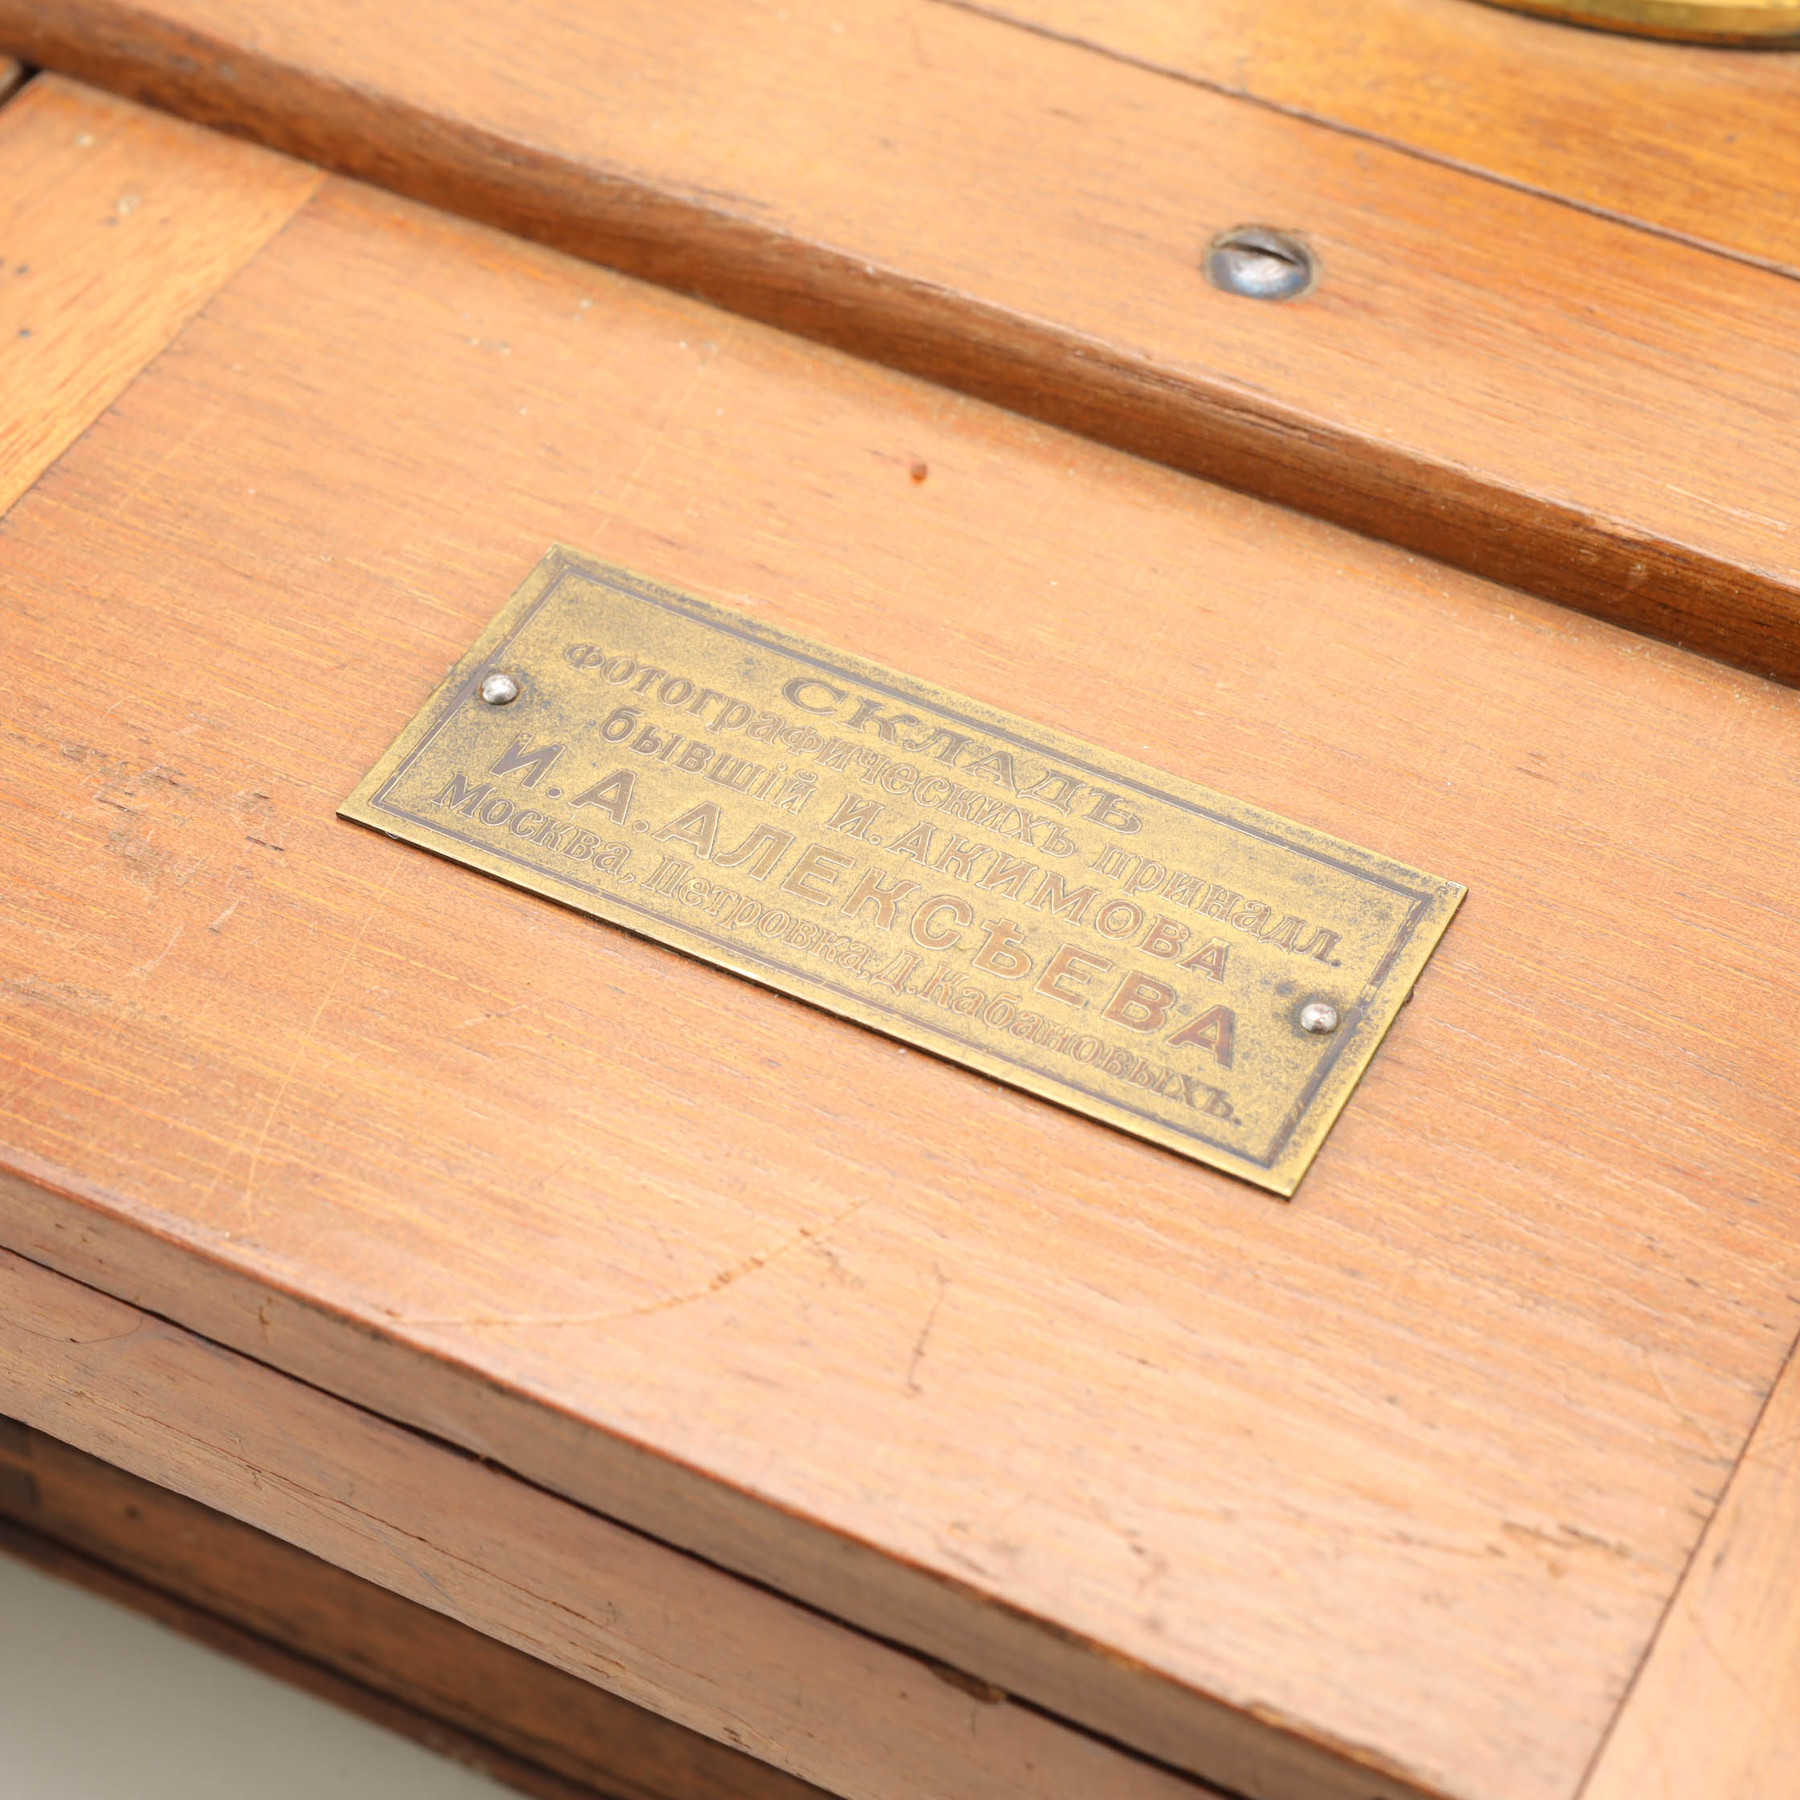 СКЛАДЪ
фотографическихъ принадл.
бывшій И. АКИМОВА
И. А. АЛЕКСѢЕВА
Москва, Петровка, Д. Кабановыхъ.